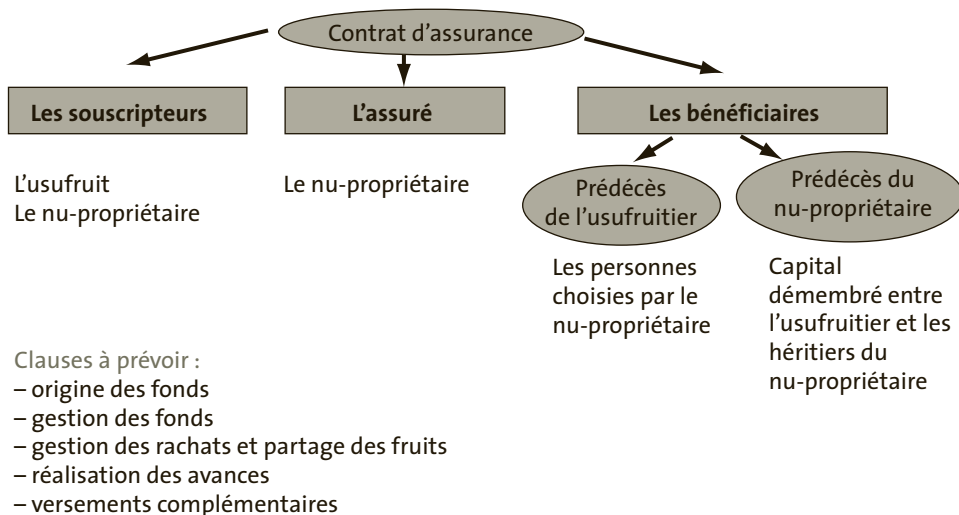 Contrat d'assurance
Les souscripteurs
L'assuré
Les bénéficiaires
L'usufruit
Le nu-propriétaire
Le nu-propriétaire
Prédécès
de l'usufruitier
Prédécès du
nu-propriétaire
Les personnes
choisies par le
nu-propriétaire
Capital
démembré entre
l'usufruitier et les
héritiers du
nu-propriétaire
Clauses à prévoir :
– origine des fonds
– gestion des fonds
– gestion des rachats et partage des fruits
– réalisation des avances
– versements complémentaires